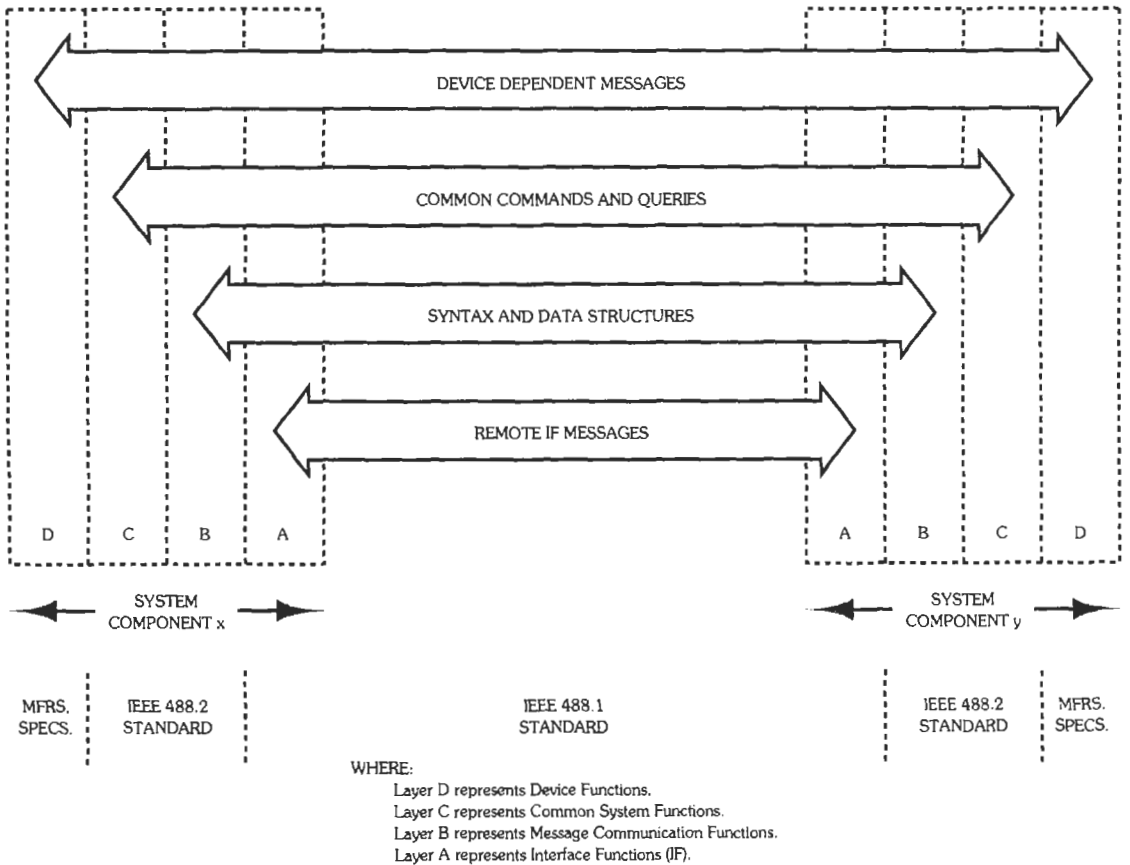 DEVICE DEPENDENT MESSAGES
COMMON COMMANDS AND QUERIES
SYNTAX AND DATA STRUCTURES
REMOTE IF MESSAGES
D C B A A B C D
SYSTEM
COMPONENT x
SYSTEM
COMPONENT y
MFRS.
SPECS.
IEEE 488.2
STANDARD
IEEE 488.1
STANDARD
IEEE 488.2
STANDARD
MFRS.
SPECS.
WHERE:
Layer D represents Device Functions.
Layer C represents Common System Functions.
Layer B represents Message Communication Functions.
Layer A represents Interface Functions (IF).